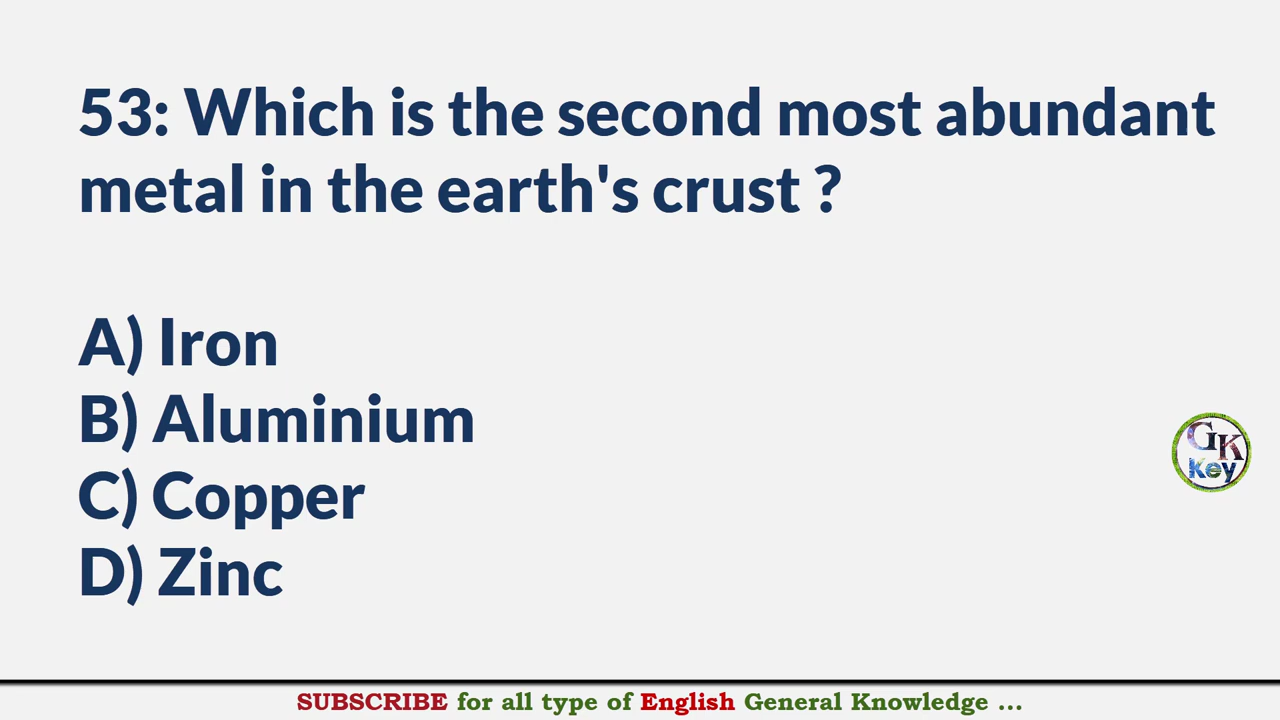 53: Which is the second most abundant
metal in the earth's crust ?
A) Iron
B) Aluminium
C) Copper
D) Zinc
GK
Key
SUBSCRIBE for all type of English General Knowledge ...